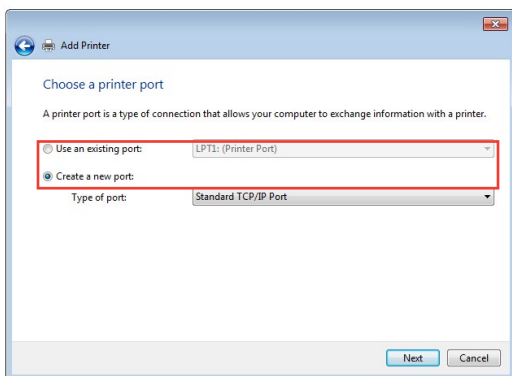 Add Printer
Choose a printer port
A printer port is a type of connection that allows your computer to exchange information with a printer.
Use an existing port: LPT1: (Printer Port)
Create a new port:
Type of port: Standard TCP/IP Port
Next Cancel